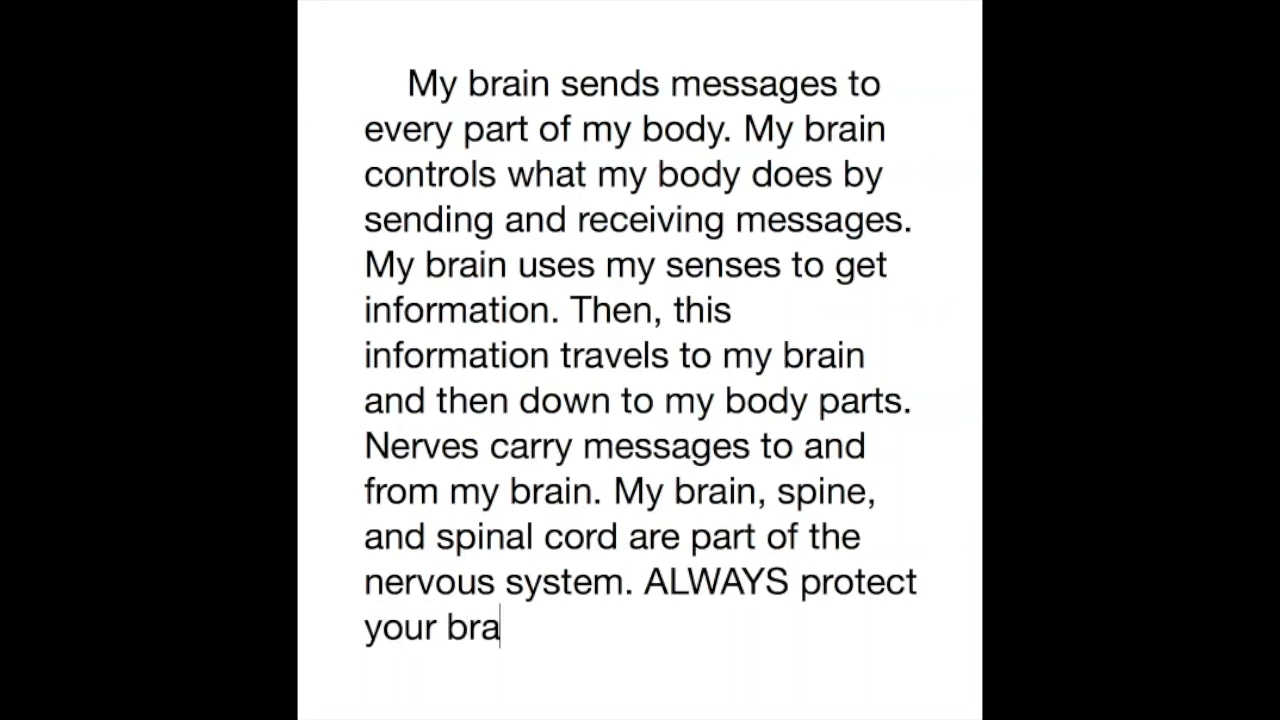 My brain sends messages to
every part of my body. My brain
controls what my body does by
sending and receiving messages.
My brain uses my senses to get
information. Then, this
information travels to my brain
and then down to my body parts.
Nerves carry messages to and
from my brain. My brain, spine,
and spinal cord are part of the
nervous system. ALWAYS protect
your bra